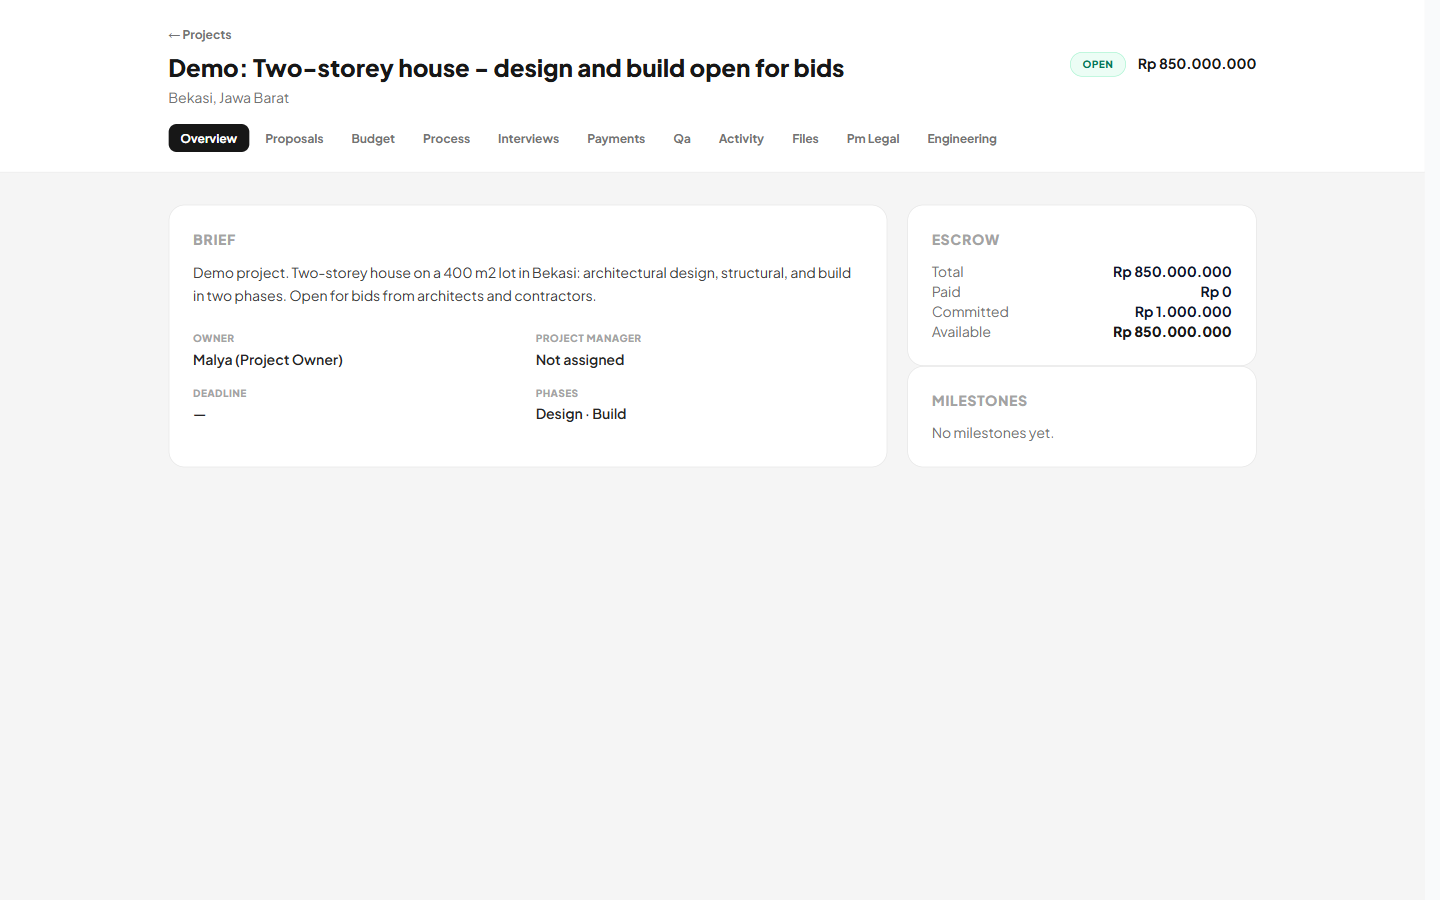 ← Projects
Demo: Two-storey house – design and build open for bids
OPEN Rp 850.000.000
Bekasi, Jawa Barat
Overview Proposals Budget Process Interviews Payments Qa Activity Files Pm Legal Engineering
BRIEF
Demo project. Two-storey house on a 400 m2 lot in Bekasi: architectural design, structural, and build
in two phases. Open for bids from architects and contractors.
OWNER
Malya (Project Owner)
PROJECT MANAGER
Not assigned
DEADLINE
—
PHASES
Design · Build
ESCROW
Total Rp 850.000.000
Paid Rp 0
Committed Rp 1.000.000
Available Rp 850.000.000
MILESTONES
No milestones yet.